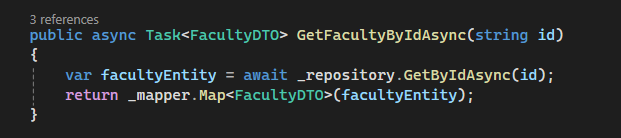 3 references
public async Task<FacultyDTO> GetFacultyByIdAsync(string id)
{
    var facultyEntity = await _repository.GetByIdAsync(id);
    return _mapper.Map<FacultyDTO>(facultyEntity);
}